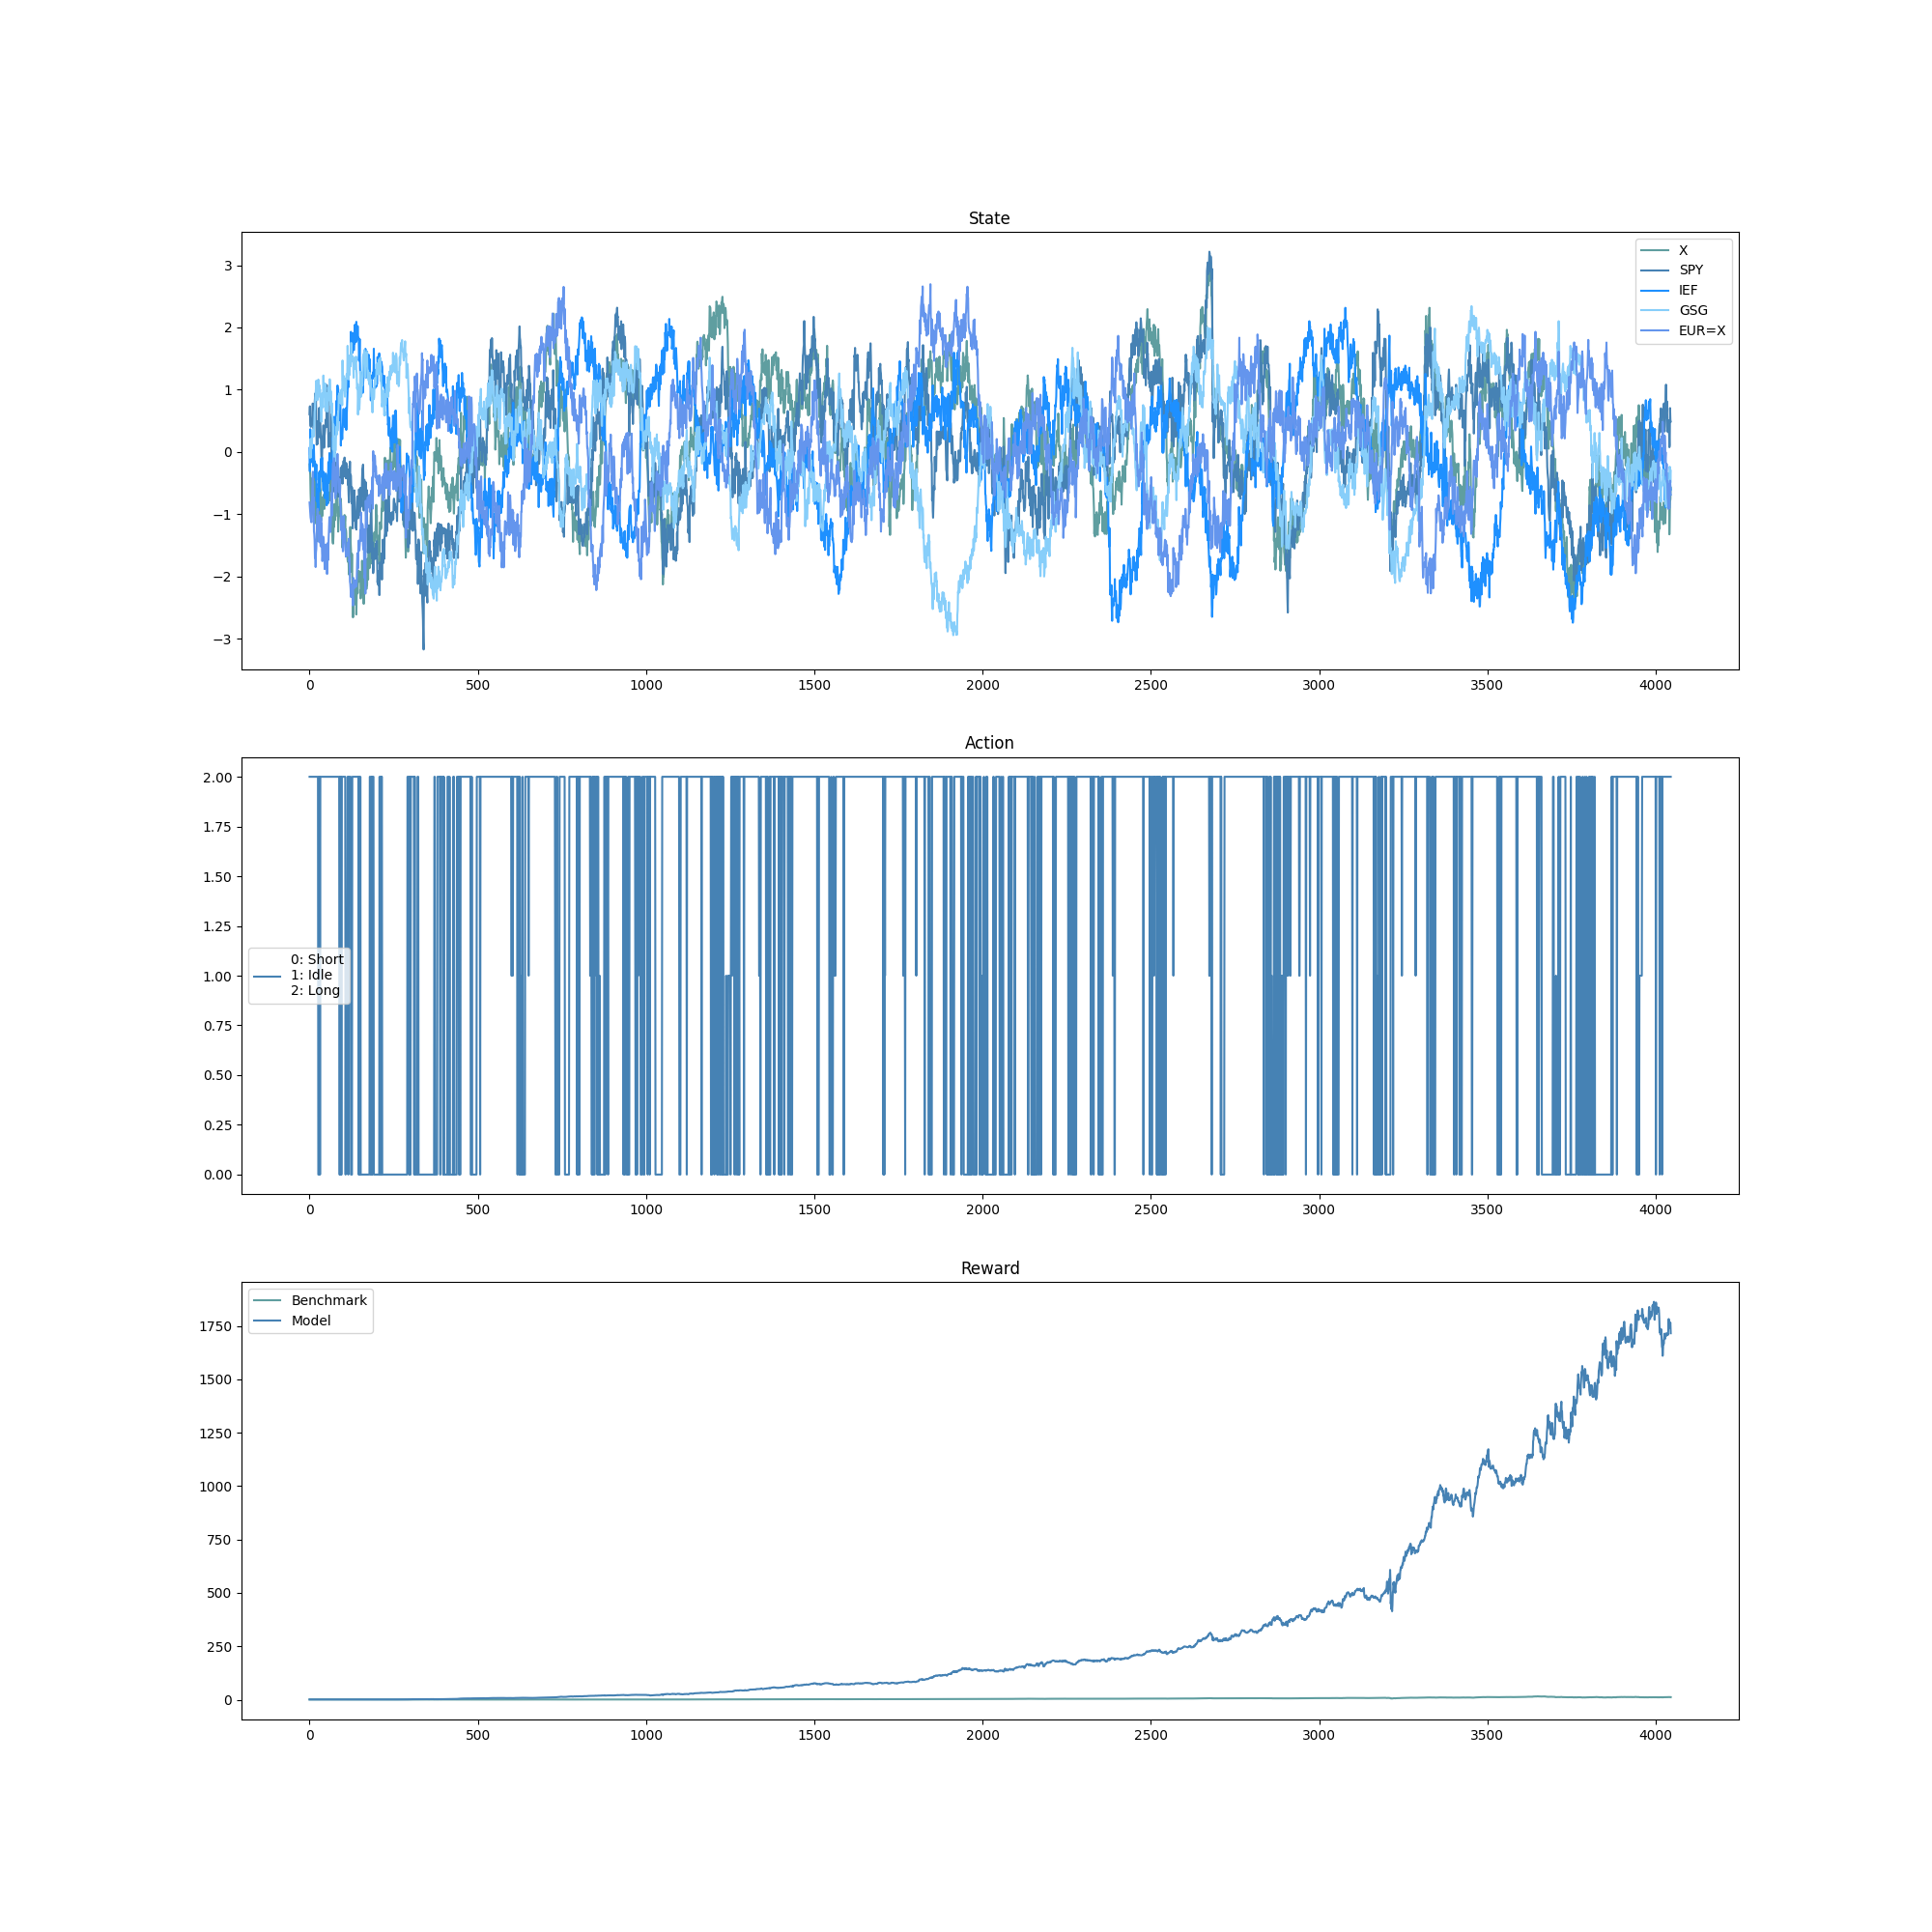 State
3
2
1
0
−1
−2
−3
X
SPY
IEF
GSG
EUR=X
0 500 1000 1500 2000 2500 3000 3500 4000
Action
2.00
1.75
1.50
1.25
1.00
0.75
0.50
0.25
0.00
0: Short
1: Idle
2: Long
0 500 1000 1500 2000 2500 3000 3500 4000
Reward
Benchmark
Model
1750
1500
1250
1000
750
500
250
0
0 500 1000 1500 2000 2500 3000 3500 4000